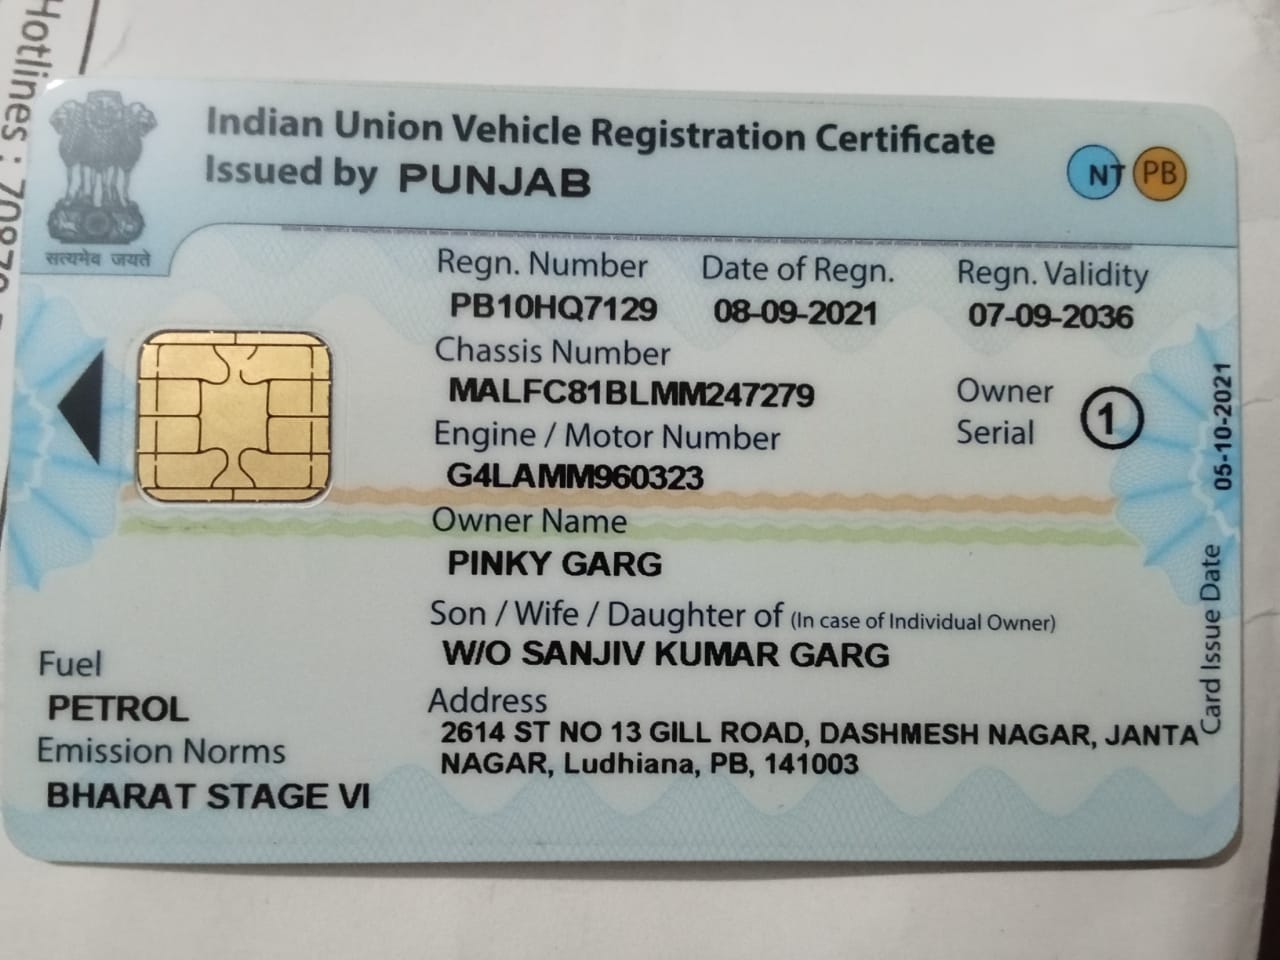 Hotlines :
Indian Union Vehicle Registration Certificate
Issued by PUNJAB
NT PB
सत्यमेव जयते
Regn. Number Date of Regn. Regn. Validity
PB10HQ7129 08-09-2021 07-09-2036
Chassis Number
MALFC81BLMM247279
Owner
Serial 1
Engine / Motor Number
G4LAMM960323
Owner Name
PINKY GARG
Son / Wife / Daughter of (In case of Individual Owner)
W/O SANJIV KUMAR GARG
Address
2614 ST NO 13 GILL ROAD, DASHMESH NAGAR, JANTA
NAGAR, Ludhiana, PB, 141003
Fuel
PETROL
Emission Norms
BHARAT STAGE VI
Card Issue Date 05-10-2021